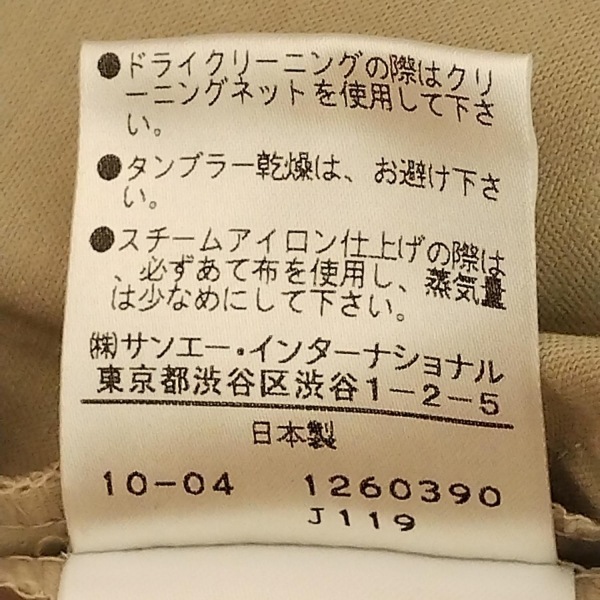 ●ドライクリーニングの際はクリ
ーニングネットを使用して下さ
い。
●タンブラー乾燥は、お避け下さ
い。
●スチームアイロン仕上げの際は
、必ずあて布を使用し、蒸気量
は少なめにして下さい。
㈱サンエー・インターナショナル
東京都渋谷区渋谷1-2-5
日本製
10-04 1260390
J119